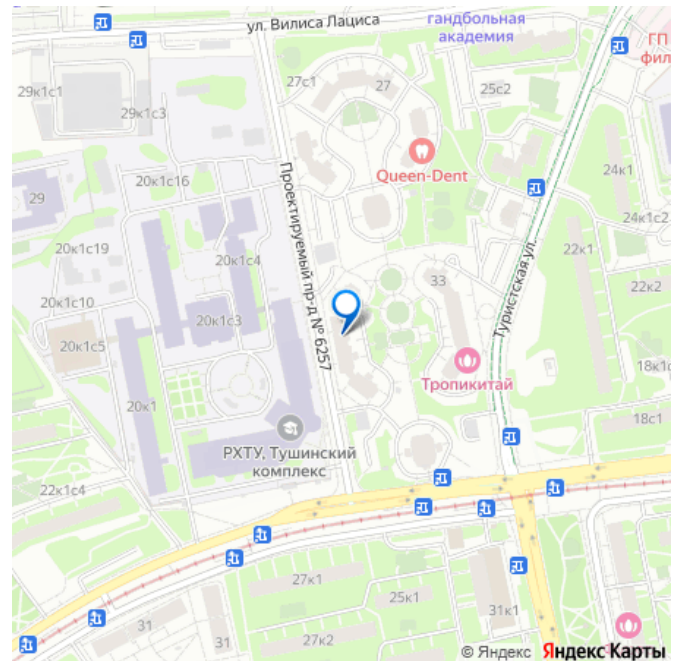 ул. Вилиса Лациса
гандбольная
академия
ГП
фил
27с1
27
25с2
29к1с1
29к1с3
Queen-Dent
24к1
20к1с16
29
24к1с2
20к1с19
20к1с4
Проектируемый пр-д № 6257
33
Туристская ул.
22к1
22к2
20к1с10
20к1с3
20к1с5
Тропикитай
18к1с
20к1
18с1
РХТУ, Тушинский
комплекс
22к1с4
27к1
25к1
31к1
31
31
27к2
© Яндекс Яндекс Карты